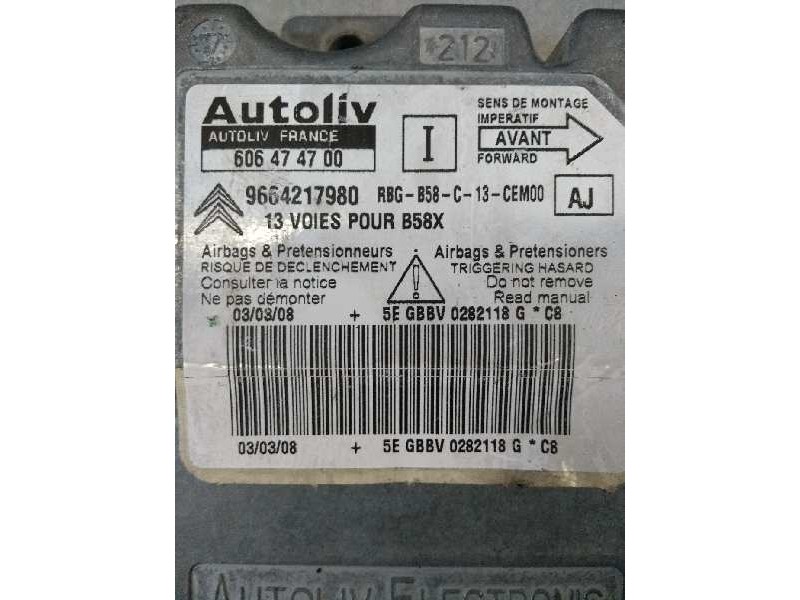 *212*
Autoliv
AUTOLIV FRANCE
606 47 47 00
I
SENS DE MONTAGE
IMPERATIF
AVANT
FORWARD
9664217980 RBG-B58-C-13-CEM00
AJ
13 VOIES POUR B58X
Airbags & Pretensionneurs
RISQUE DE DECLENCHEMENT
Consulter la notice
Ne pas démonter
Airbags & Pretensioners
TRIGGERING HASARD
Do not remove
Read manual
03/03/08 + 5E GBBV 0282118 G * C8
03/03/08 + 5E GBBV 0282118 G * C8
AUTOLIV ELECTRONIC